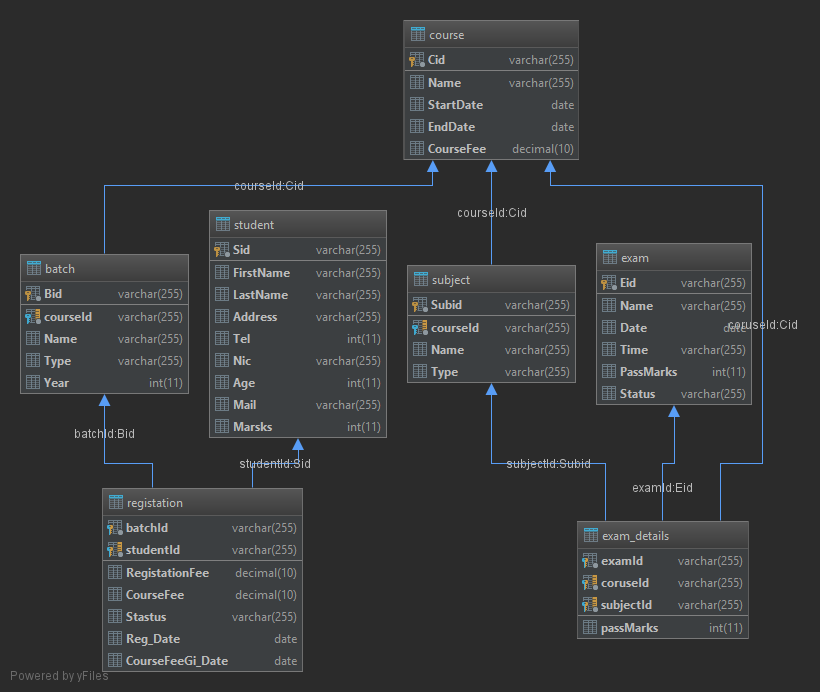 course
Cid varchar(255)
Name varchar(255)
StartDate date
EndDate date
CourseFee decimal(10)
courseId:Cid
courseId:Cid
student
Sid varchar(255)
FirstName varchar(255)
LastName varchar(255)
Address varchar(255)
Tel int(11)
Nic varchar(255)
Age int(11)
Mail varchar(255)
Marsks int(11)
batch
Bid varchar(255)
courseId varchar(255)
Name varchar(255)
Type varchar(255)
Year int(11)
subject
Subid varchar(255)
courseId varchar(255)
Name varchar(255)
Type varchar(255)
exam
Eid varchar(255)
Name varchar(255)
Date date
Time varchar(255)
PassMarks int(11)
Status varchar(255)
coruseId:Cid
batchId:Bid
studentId:Sid
subjectId:Subid
examId:Eid
registation
batchId varchar(255)
studentId varchar(255)
RegistationFee decimal(10)
CourseFee decimal(10)
Stastus varchar(255)
Reg_Date date
CourseFeeGi_Date date
exam_details
examId varchar(255)
coruseId varchar(255)
subjectId varchar(255)
passMarks int(11)
Powered by yFiles